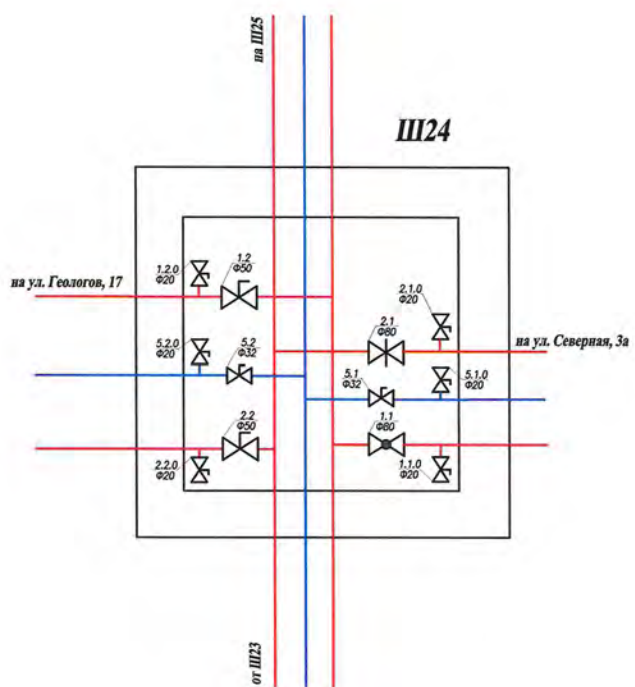 на Ш25
Ш24
1.2.0
Ф20
1.2
Ф50
на ул. Геологов, 17
2.1.0
Ф20
2.1
Ф80
на ул. Северная, 3а
5.2.0
Ф20
5.2
Ф32
5.1
Ф32
5.1.0
Ф20
2.2
Ф50
1.1
Ф80
2.2.0
Ф20
1.1.0
Ф20
от Ш23